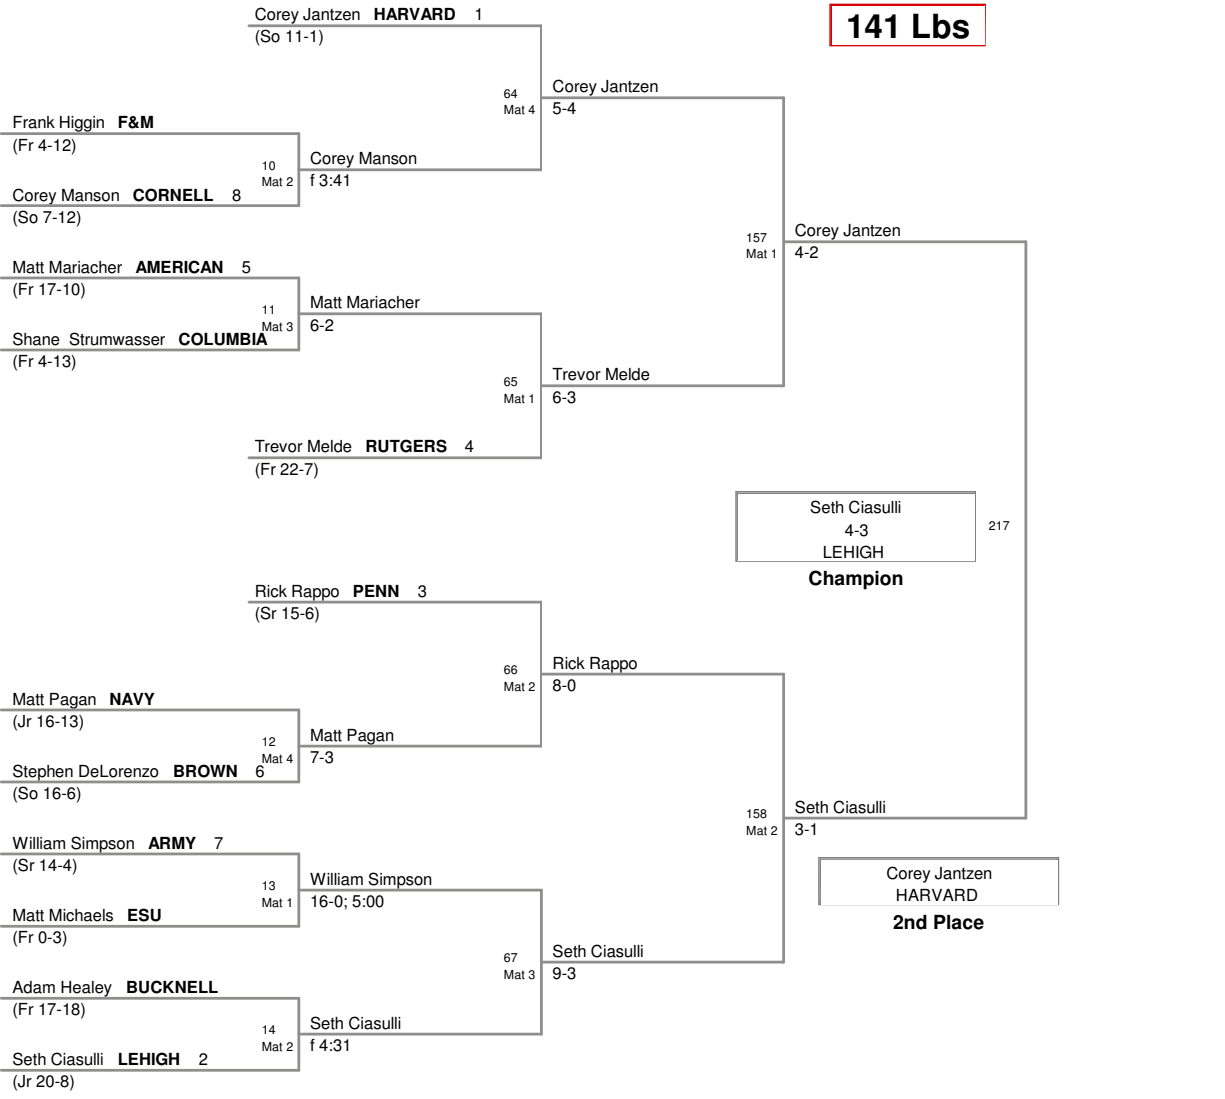 Corey Jantzen HARVARD 1
(So 11-1)
141 Lbs
64
Mat 4
Corey Jantzen
5-4
Frank Higgin F&M
(Fr 4-12)
10
Mat 2
Corey Manson
f 3:41
Corey Manson CORNELL 8
(So 7-12)
157
Mat 1
Corey Jantzen
4-2
Matt Mariacher AMERICAN 5
(Fr 17-10)
11
Mat 3
Matt Mariacher
6-2
Shane Strumwasser COLUMBIA
(Fr 4-13)
65
Mat 1
Trevor Melde
6-3
Trevor Melde RUTGERS 4
(Fr 22-7)
Seth Ciasulli
4-3
LEHIGH
217
Champion
Rick Rappo PENN 3
(Sr 15-6)
66
Mat 2
Rick Rappo
8-0
Matt Pagan NAVY
(Jr 16-13)
12
Mat 4
Matt Pagan
7-3
Stephen DeLorenzo BROWN 6
(So 16-6)
158
Mat 2
Seth Ciasulli
3-1
William Simpson ARMY 7
(Sr 14-4)
13
Mat 1
William Simpson
16-0; 5:00
Corey Jantzen
HARVARD
2nd Place
Matt Michaels ESU
(Fr 0-3)
67
Mat 3
Seth Ciasulli
9-3
Adam Healey BUCKNELL
(Fr 17-18)
14
Mat 2
Seth Ciasulli
f 4:31
Seth Ciasulli LEHIGH 2
(Jr 20-8)